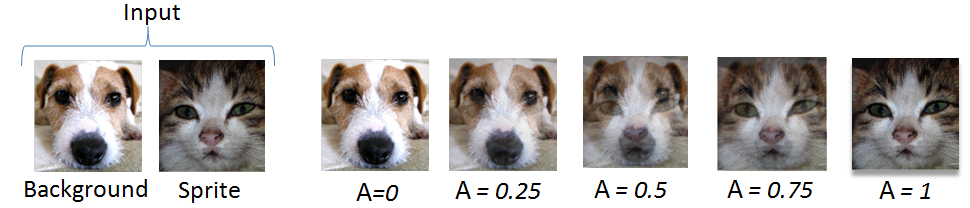 Input
Background Sprite
A=0 A = 0.25 A = 0.5 A = 0.75 A = 1